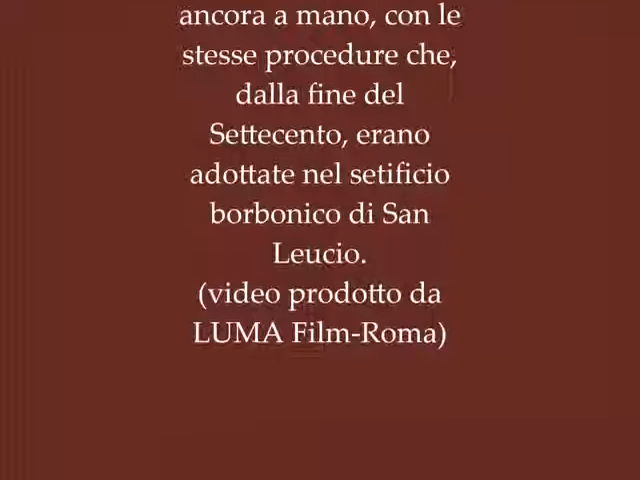 ancora a mano, con le
stesse procedure che,
dalla fine del
Settecento, erano
adottate nel setificio
borbonico di San
Leucio.
(video prodotto da
LUMA Film-Roma)